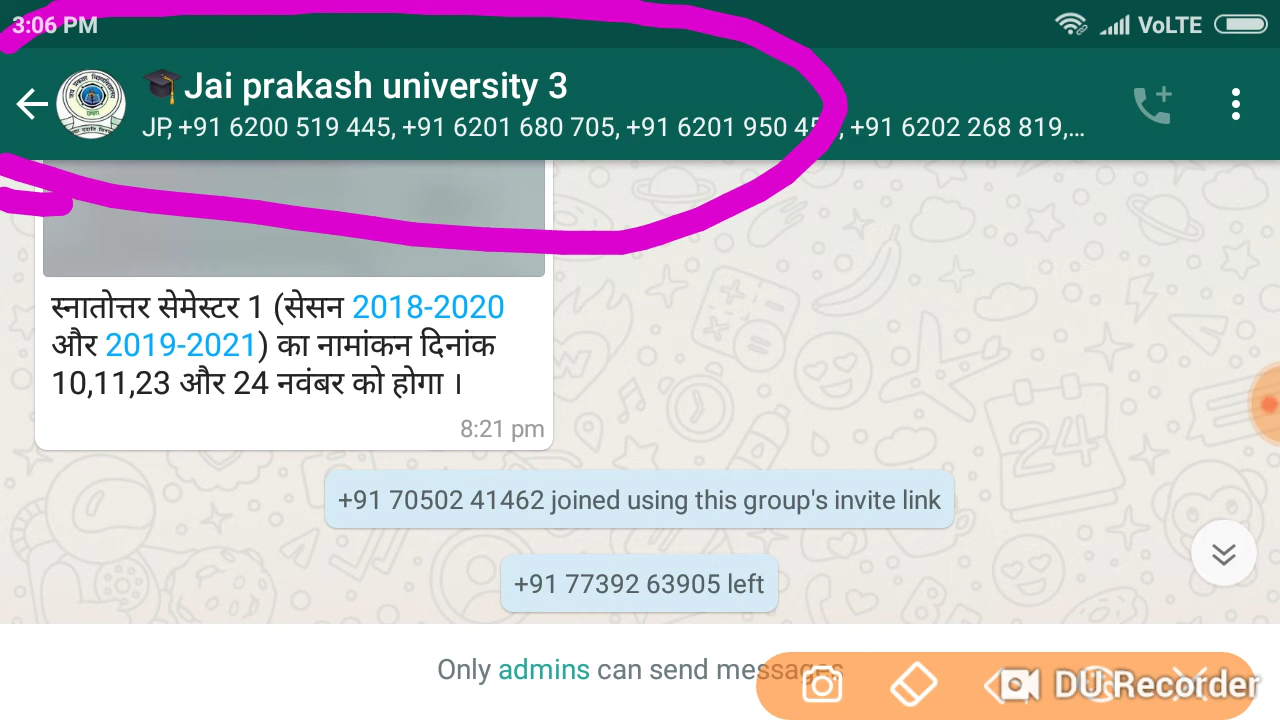 3:06 PM
VoLTE
Jai prakash university 3
JP, +91 6200 519 445, +91 6201 680 705, +91 6201 950 45 , +91 6202 268 819,...
स्नातोत्तर सेमेस्टर 1 (सेसन 2018-2020
और 2019-2021) का नामांकन दिनांक
10,11,23 और 24 नवंबर को होगा ।
8:21 pm
+91 70502 41462 joined using this group's invite link
+91 77392 63905 left
Only admins can send messages
DU Recorder